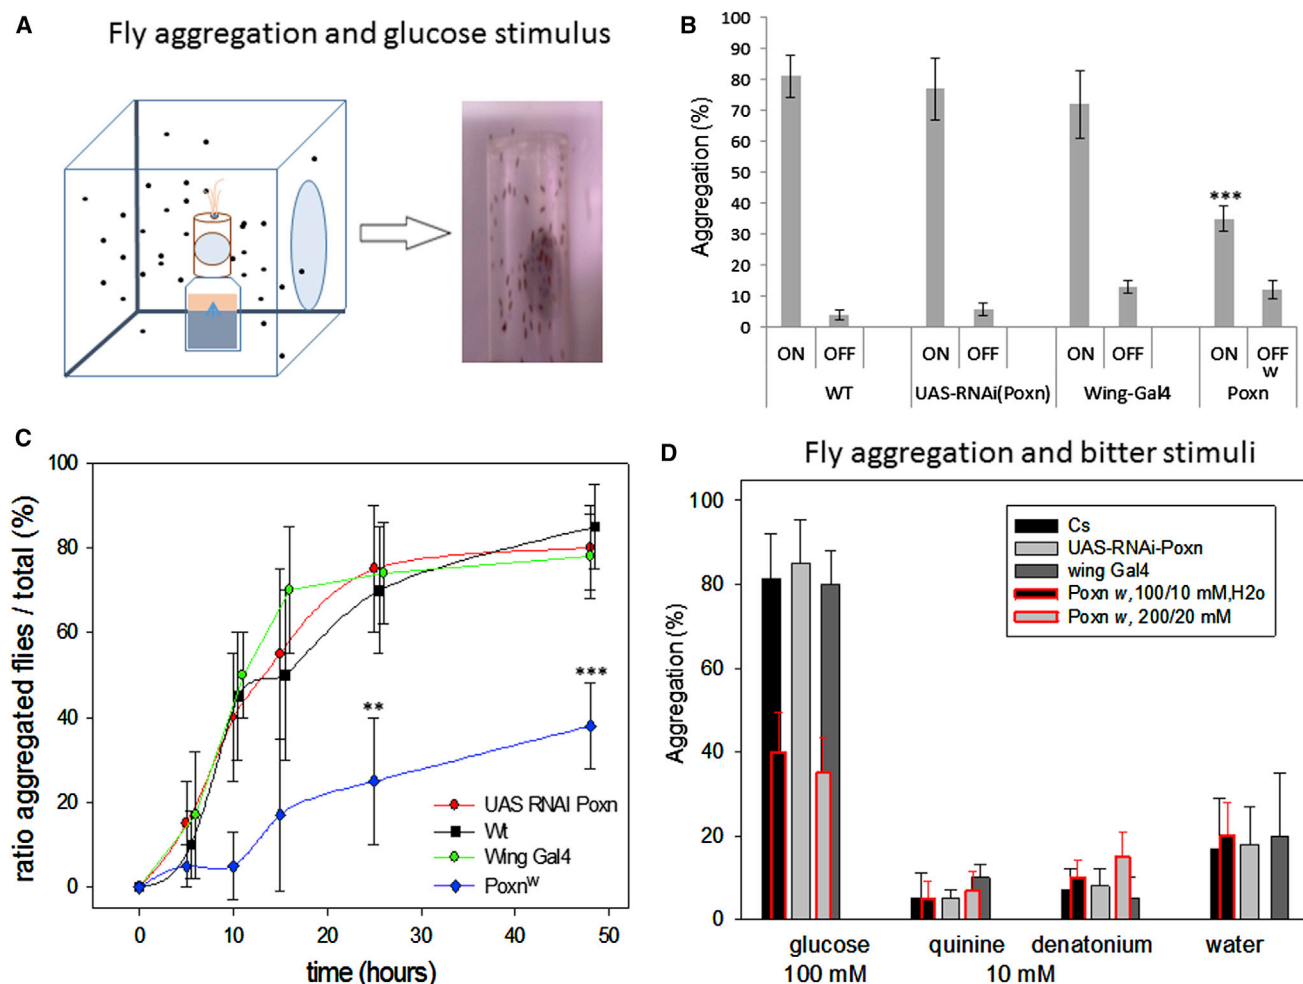 A
Fly aggregation and glucose stimulus
B
Aggregation (%)
100
90
80
70
60
50
40
30
20
10
0
***
ON OFF ON OFF ON OFF ON OFF
w
WT UAS-RNAi(Poxn) Wing-Gal4 Poxn
C
ratio aggregated flies / total (%)
100
80
60
40
20
0
**
***
UAS RNAI Poxn
Wt
Wing Gal4
Poxnᵂ
0 10 20 30 40 50
time (hours)
D
Fly aggregation and bitter stimuli
Aggregation (%)
100
80
60
40
20
0
Cs
UAS-RNAi-Poxn
wing Gal4
Poxn w, 100/10 mM,H2o
Poxn w, 200/20 mM
glucose quinine denatonium water
100 mM 10 mM